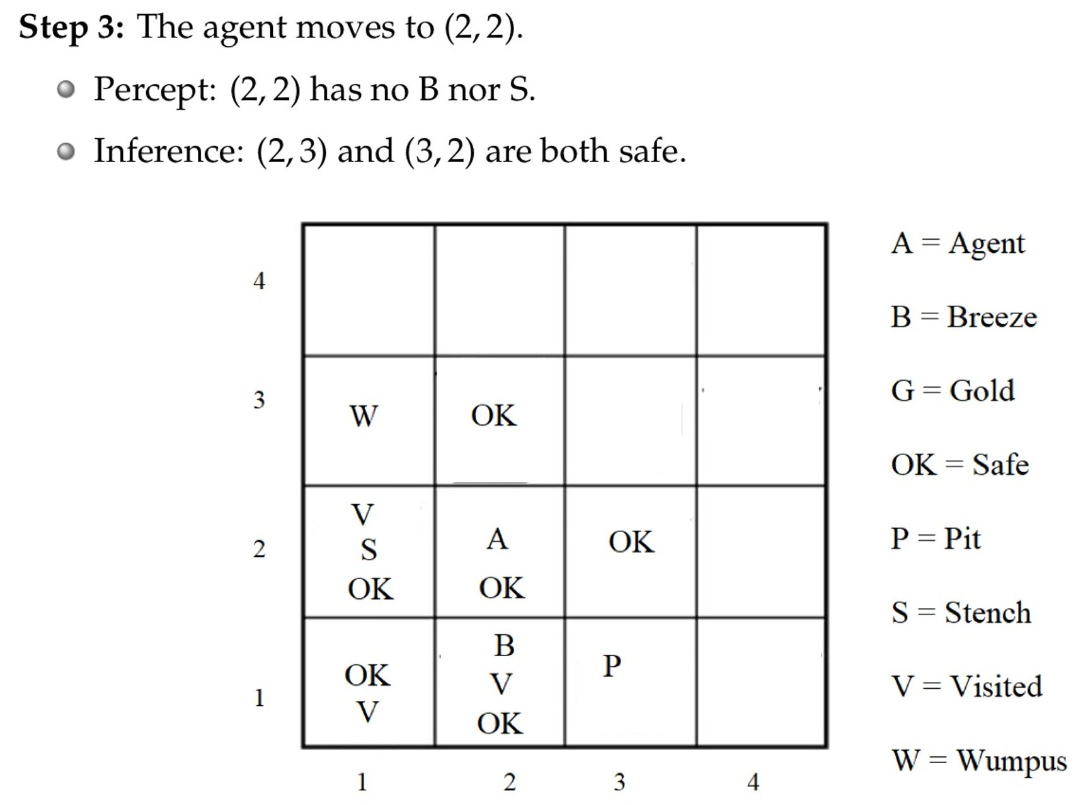 Step 3: The agent moves to (2, 2).
Percept: (2, 2) has no B nor S.
Inference: (2, 3) and (3, 2) are both safe.
A = Agent
4
B = Breeze
3
W
OK
G = Gold
OK = Safe
V
S
OK
2
A
OK
OK
P = Pit
S = Stench
OK
V
1
B
V
OK
P
V = Visited
W = Wumpus
1 2 3 4